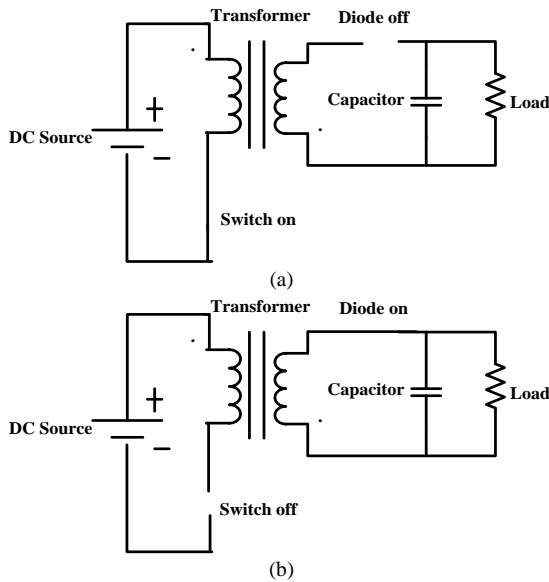 Transformer
Diode off
+
Capacitor
Load
DC Source
−
Switch on
(a)
Transformer
Diode on
+
Capacitor
Load
DC Source
−
Switch off
(b)